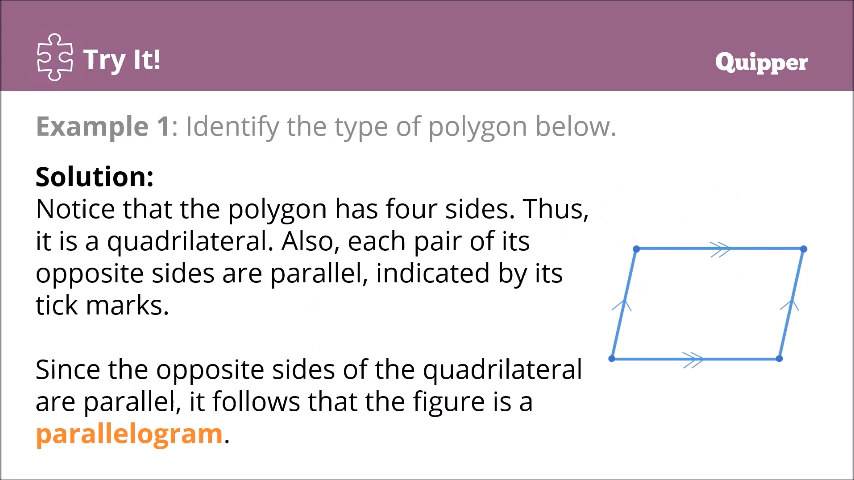 Try It!
Quipper
Example 1: Identify the type of polygon below.
Solution:
Notice that the polygon has four sides. Thus,
it is a quadrilateral. Also, each pair of its
opposite sides are parallel, indicated by its
tick marks.
Since the opposite sides of the quadrilateral
are parallel, it follows that the figure is a
parallelogram.